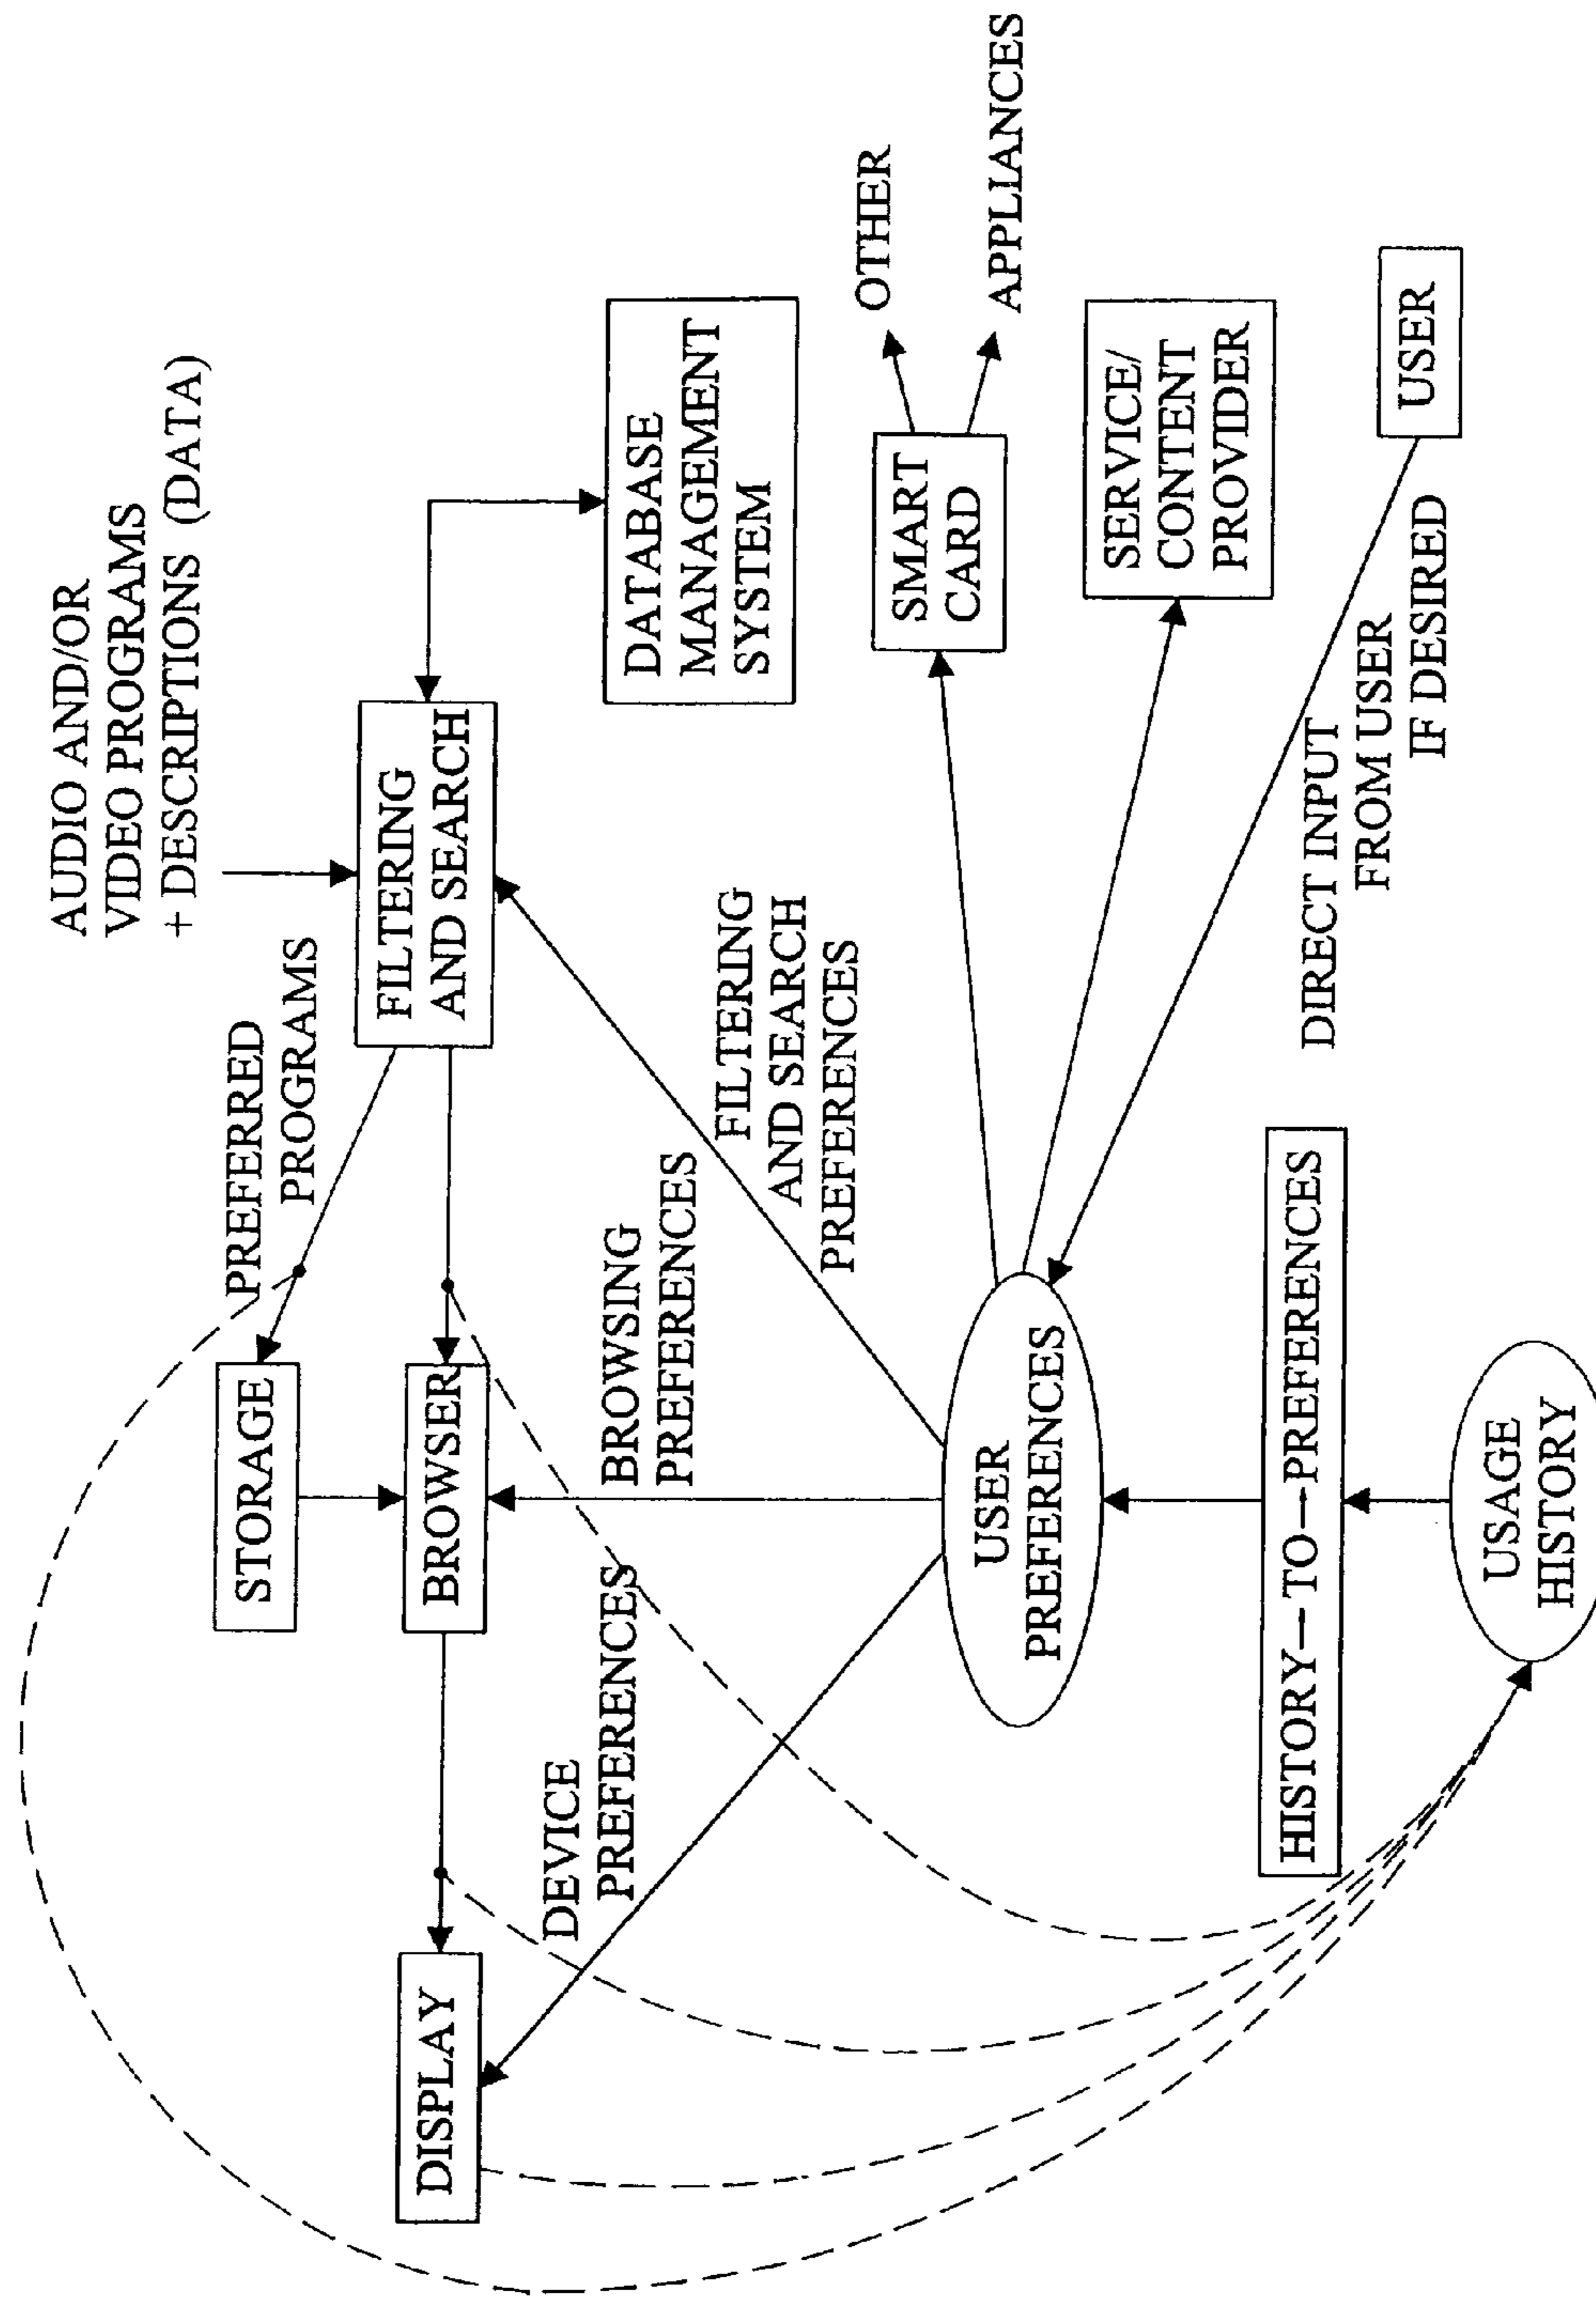 AUDIO AND/OR
VIDEO PROGRAMS
+ DESCRIPTIONS (DATA)
PREFERRED
PROGRAMS
STORAGE
FILTERING
AND SEARCH
DISPLAY
BROWSER
DEVICE
PREFERENCES
BROWSING
PREFERENCES
FILTERING
AND SEARCH
PREFERENCES
DATABASE
MANAGEMENT
SYSTEM
USER
PREFERENCES
SMART
CARD
OTHER
APPLIANCES
SERVICE/
CONTENT
PROVIDER
DIRECT INPUT
FROM USER
IF DESIRED
USER
HISTORY-TO-PREFERENCES
USAGE
HISTORY